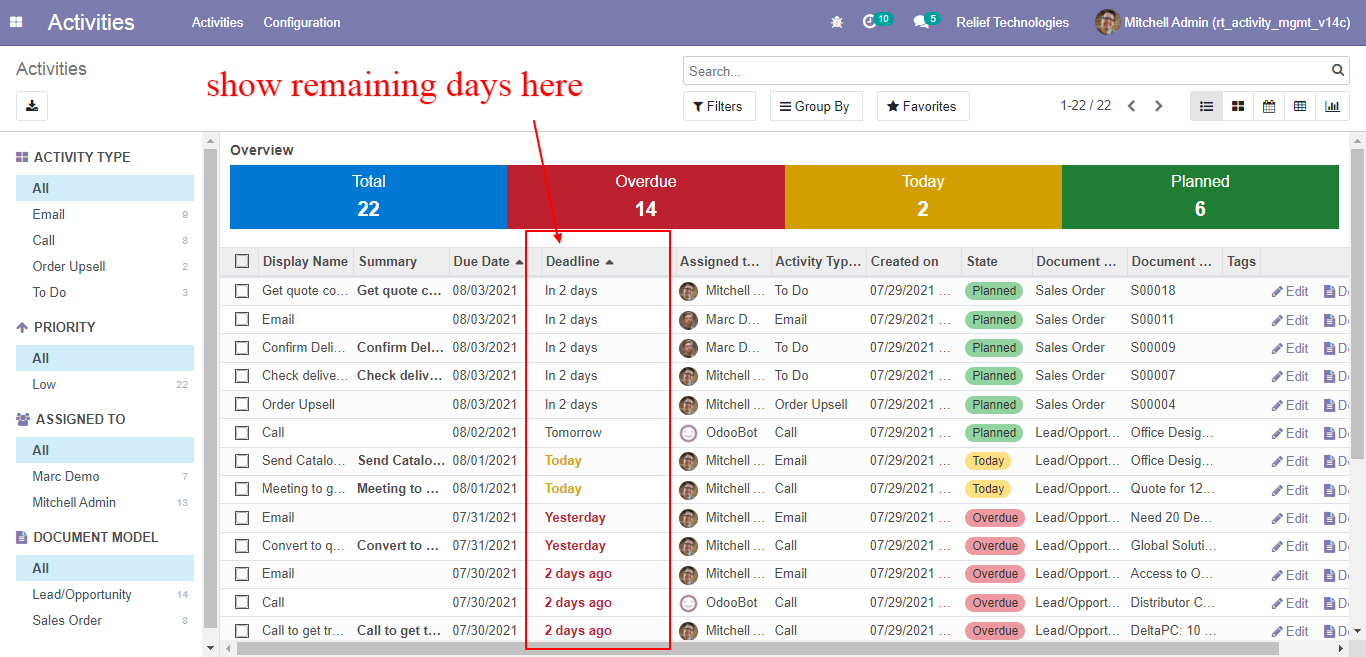 Activities Activities Configuration 10 5 Relief Technologies Mitchell Admin (rt_activity_mgmt_v14c)
Activities
Search...
show remaining days here
Filters Group By Favorites 1-22 / 22
ACTIVITY TYPE
All
Email 9
Call 8
Order Upsell 2
To Do 3
PRIORITY
All
Low 22
ASSIGNED TO
All
Marc Demo 7
Mitchell Admin 13
DOCUMENT MODEL
All
Lead/Opportunity 14
Sales Order 8
Overview
Total Overdue Today Planned
22 14 2 6
Display Name Summary Due Date Deadline Assigned t... Activity Typ... Created on State Document ... Document ... Tags
Get quote co... Get quote c... 08/03/2021 In 2 days Mitchell ... To Do 07/29/2021 ... Planned Sales Order S00018 Edit
Email 08/03/2021 In 2 days Marc D... Email 07/29/2021 ... Planned Sales Order S00011 Edit
Confirm Deli... Confirm Del... 08/03/2021 In 2 days Marc D... To Do 07/29/2021 ... Planned Sales Order S00009 Edit
Check delive... Check deliv... 08/03/2021 In 2 days Mitchell ... To Do 07/29/2021 ... Planned Sales Order S00007 Edit
Order Upsell 08/03/2021 In 2 days Mitchell ... Order Upsell 07/29/2021 ... Planned Sales Order S00004 Edit
Call 08/02/2021 Tomorrow OdooBot Call 07/29/2021 ... Planned Lead/Opport... Office Desig... Edit
Send Catalo... Send Catalo... 08/01/2021 Today Mitchell ... Email 07/29/2021 ... Today Lead/Opport... Office Desig... Edit
Meeting to g... Meeting to ... 08/01/2021 Today Mitchell ... Call 07/29/2021 ... Today Lead/Opport... Quote for 12... Edit
Email 07/31/2021 Yesterday Mitchell ... Email 07/29/2021 ... Overdue Lead/Opport... Need 20 De... Edit
Convert to q... Convert to ... 07/31/2021 Yesterday Mitchell ... Call 07/29/2021 ... Overdue Lead/Opport... Global Soluti... Edit
Email 07/30/2021 2 days ago Mitchell ... Email 07/29/2021 ... Overdue Lead/Opport... Access to O... Edit
Call 07/30/2021 2 days ago OdooBot Call 07/29/2021 ... Overdue Lead/Opport... Distributor C... Edit
Call to get tr... Call to get t... 07/30/2021 2 days ago Mitchell ... Call 07/29/2021 ... Overdue Lead/Opport... DeltaPC: 10 ... Edit